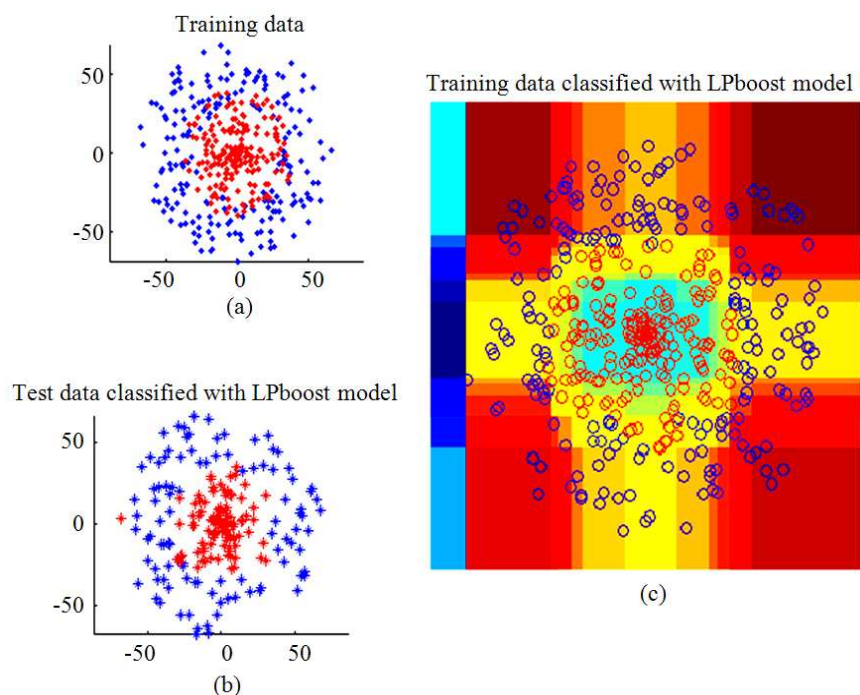 (a)
Training data
50
0
-50
-50 0 50
(a)
Test data classified with LPboost model
50
0
-50
-50 0 50
(b)
Training data classified with LPboost model
(c)